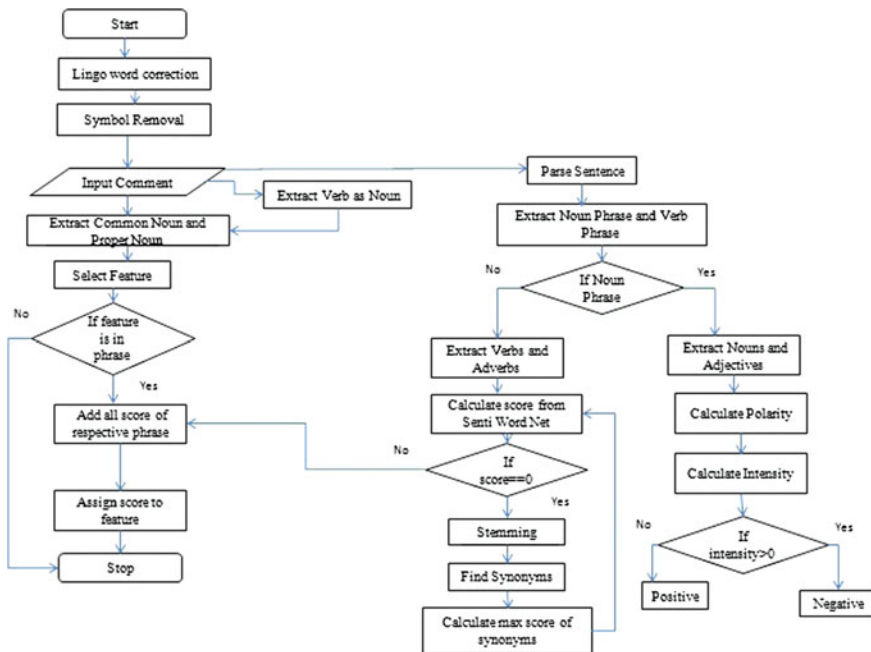 Start
Lingo word correction
Symbol Removal
Input Comment
Extract Verb as Noun
Extract Common Noun and
Proper Noun
Select Feature
No
If feature
is in
phrase
Yes
Add all score of
respective phrase
Assign score to
feature
Stop
Parse Sentence
Extract Noun Phrase and Verb
Phrase
No
Yes
If Noun
Phrase
Extract Verbs and
Adverbs
Calculate score from
Senti Word Net
No
If
score==0
Yes
Stemming
Find Synonyms
Calculate max score of
synonyms
Extract Nouns and
Adjectives
Calculate Polarity
Calculate Intensity
No
Yes
If
intensity>0
Positive
Negative